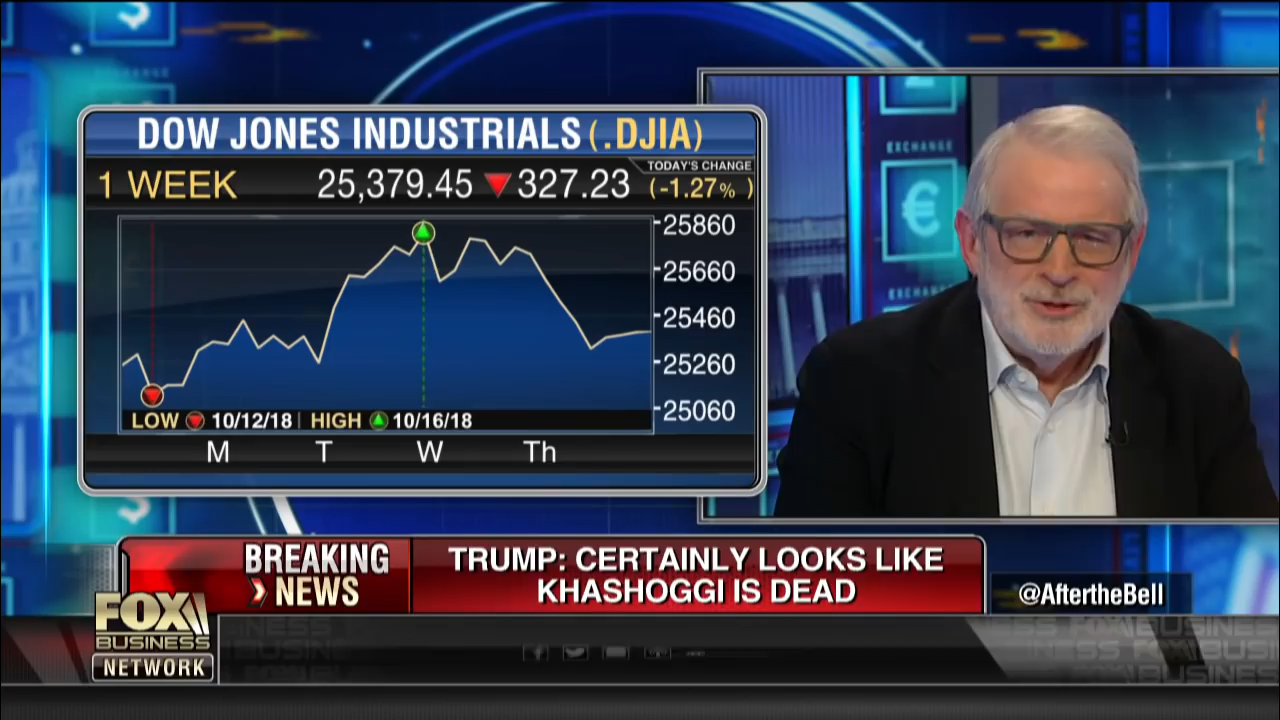 DOW JONES INDUSTRIALS (.DJIA)
1 WEEK 25,379.45 ▼ 327.23
TODAY'S CHANGE
(-1.27% )
25860
25660
25460
25260
25060
LOW 10/12/18 | HIGH 10/16/18
M T W Th
EXCHANGE
€
EXCHANGE
BREAKING
NEWS
TRUMP: CERTAINLY LOOKS LIKE
KHASHOGGI IS DEAD
@AftertheBell
FOX
BUSINESS
NETWORK